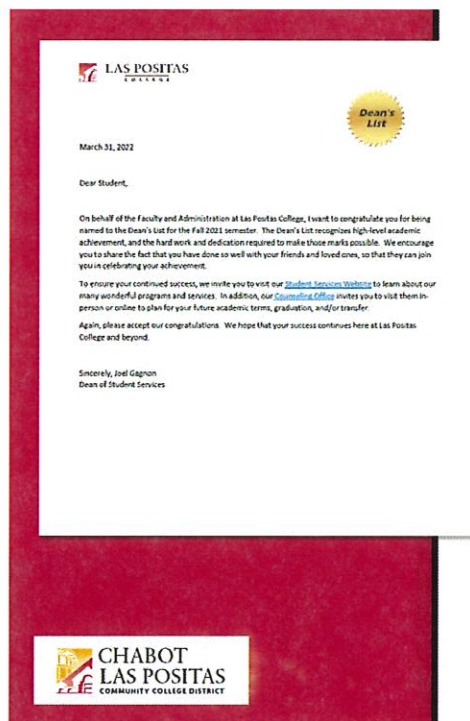 LAS POSITAS
COLLEGE
Dean's
List
March 31, 2022
Dear Student,
On behalf of the Faculty and Administration at Las Positas College, I want to congratulate you for being
named to the Dean's List for the Fall 2021 semester. The Dean's List recognizes high-level academic
achievement, and the hard work and dedication required to make those marks possible. We encourage
you to share the fact that you have done so well with your friends and loved ones, so that they can join
you in celebrating your achievement.
To ensure your continued success, we invite you to visit our Student Services Website to learn about our
many wonderful programs and services. In addition, our Counseling Office invites you to visit them in-
person or online to plan for your future academic terms, graduation, and/or transfer.
Again, please accept our congratulations. We hope that your success continues here at Las Positas
College and beyond.
Sincerely, Joel Gagnon
Dean of Student Services
CHABOT
LAS POSITAS
COMMUNITY COLLEGE DISTRICT